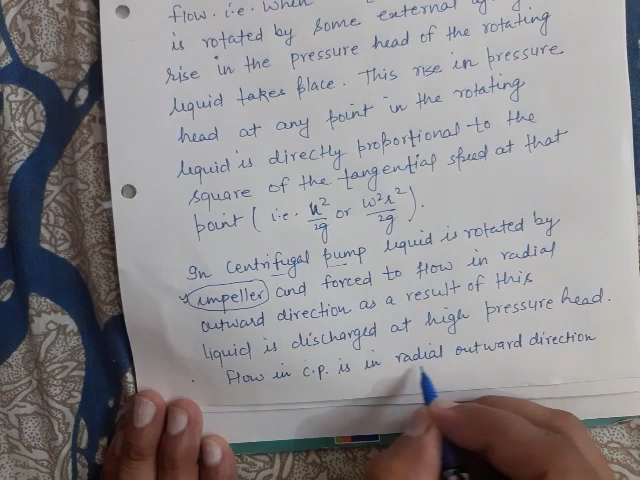 flow. i.e. when
is rotated by some external
rise in the pressure head of the rotating
liquid takes place. This rise in pressure
head at any point in the rotating
liquid is directly proportional to the
square of the tangential speed at that
point ( i.e. u²/2g or ω²r²/2g ).
In centrifugal pump liquid is rotated by
impeller and forced to flow in radial
outward direction as a result of this
liquid is discharged at high pressure head.
Flow in c.p. is in radial outward direction